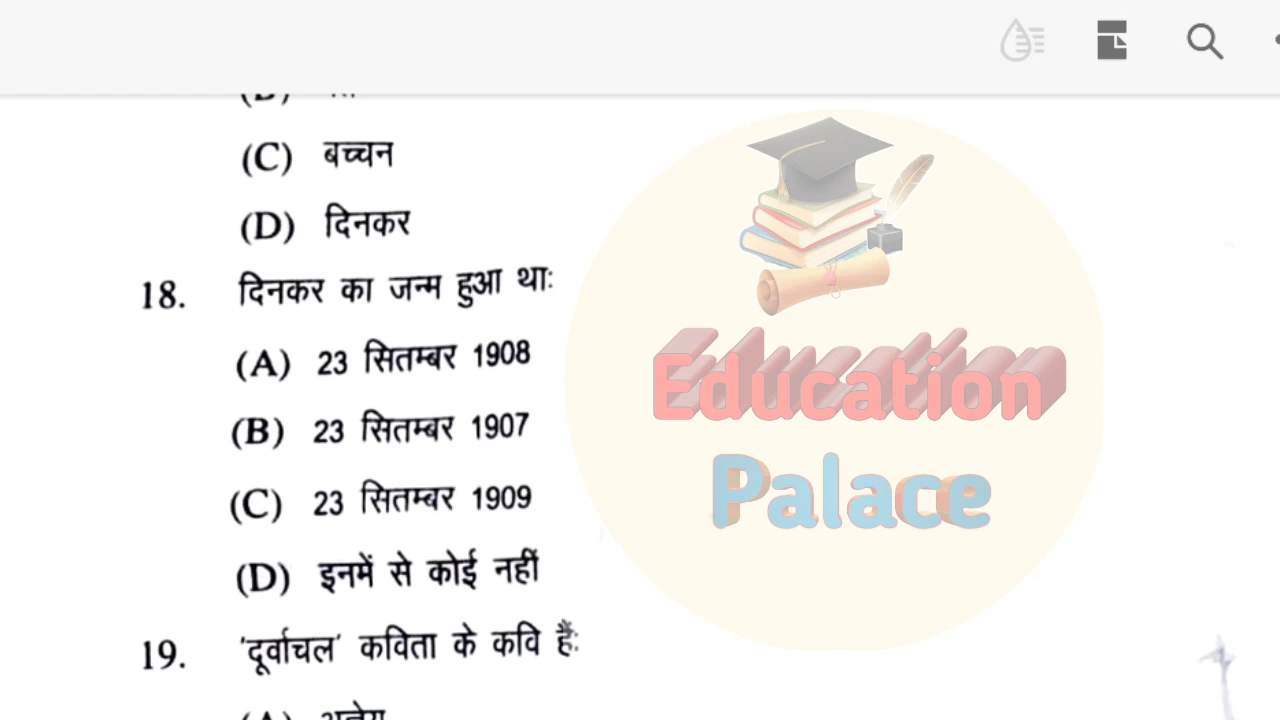 (C) बच्चन
(D) दिनकर
18. दिनकर का जन्म हुआ था:
(A) 23 सितम्बर 1908
(B) 23 सितम्बर 1907
(C) 23 सितम्बर 1909
(D) इनमें से कोई नहीं
19. 'दूर्वाचल' कविता के कवि हैं:
(A) अज्ञेय
Education
Palace